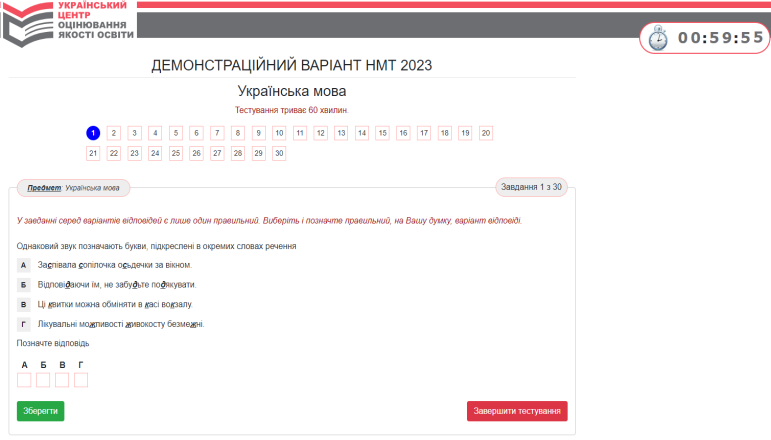 УКРАЇНСЬКИЙ
ЦЕНТР
ОЦІНЮВАННЯ
ЯКОСТІ ОСВІТИ
00:59:55
ДЕМОНСТРАЦІЙНИЙ ВАРІАНТ НМТ 2023
Українська мова
Тестування триває 60 хвилин.
1 2 3 4 5 6 7 8 9 10 11 12 13 14 15 16 17 18 19 20
21 22 23 24 25 26 27 28 29 30
Предмет: Українська мова
Завдання 1 з 30
У завданні серед варіантів відповідей є лише один правильний. Виберіть і позначте правильний, на Вашу думку, варіант відповіді.
Однаковий звук позначають букви, підкреслені в окремих словах речення
А Заспівала сопілочка осьдечки за вікном.
Б Відповідаючи їм, не забудьте подякувати.
В Ці квитки можна обміняти в касі вокзалу.
Г Лікувальні можливості живокосту безмежні.
Позначте відповідь
А Б В Г
Зберегти
Завершити тестування